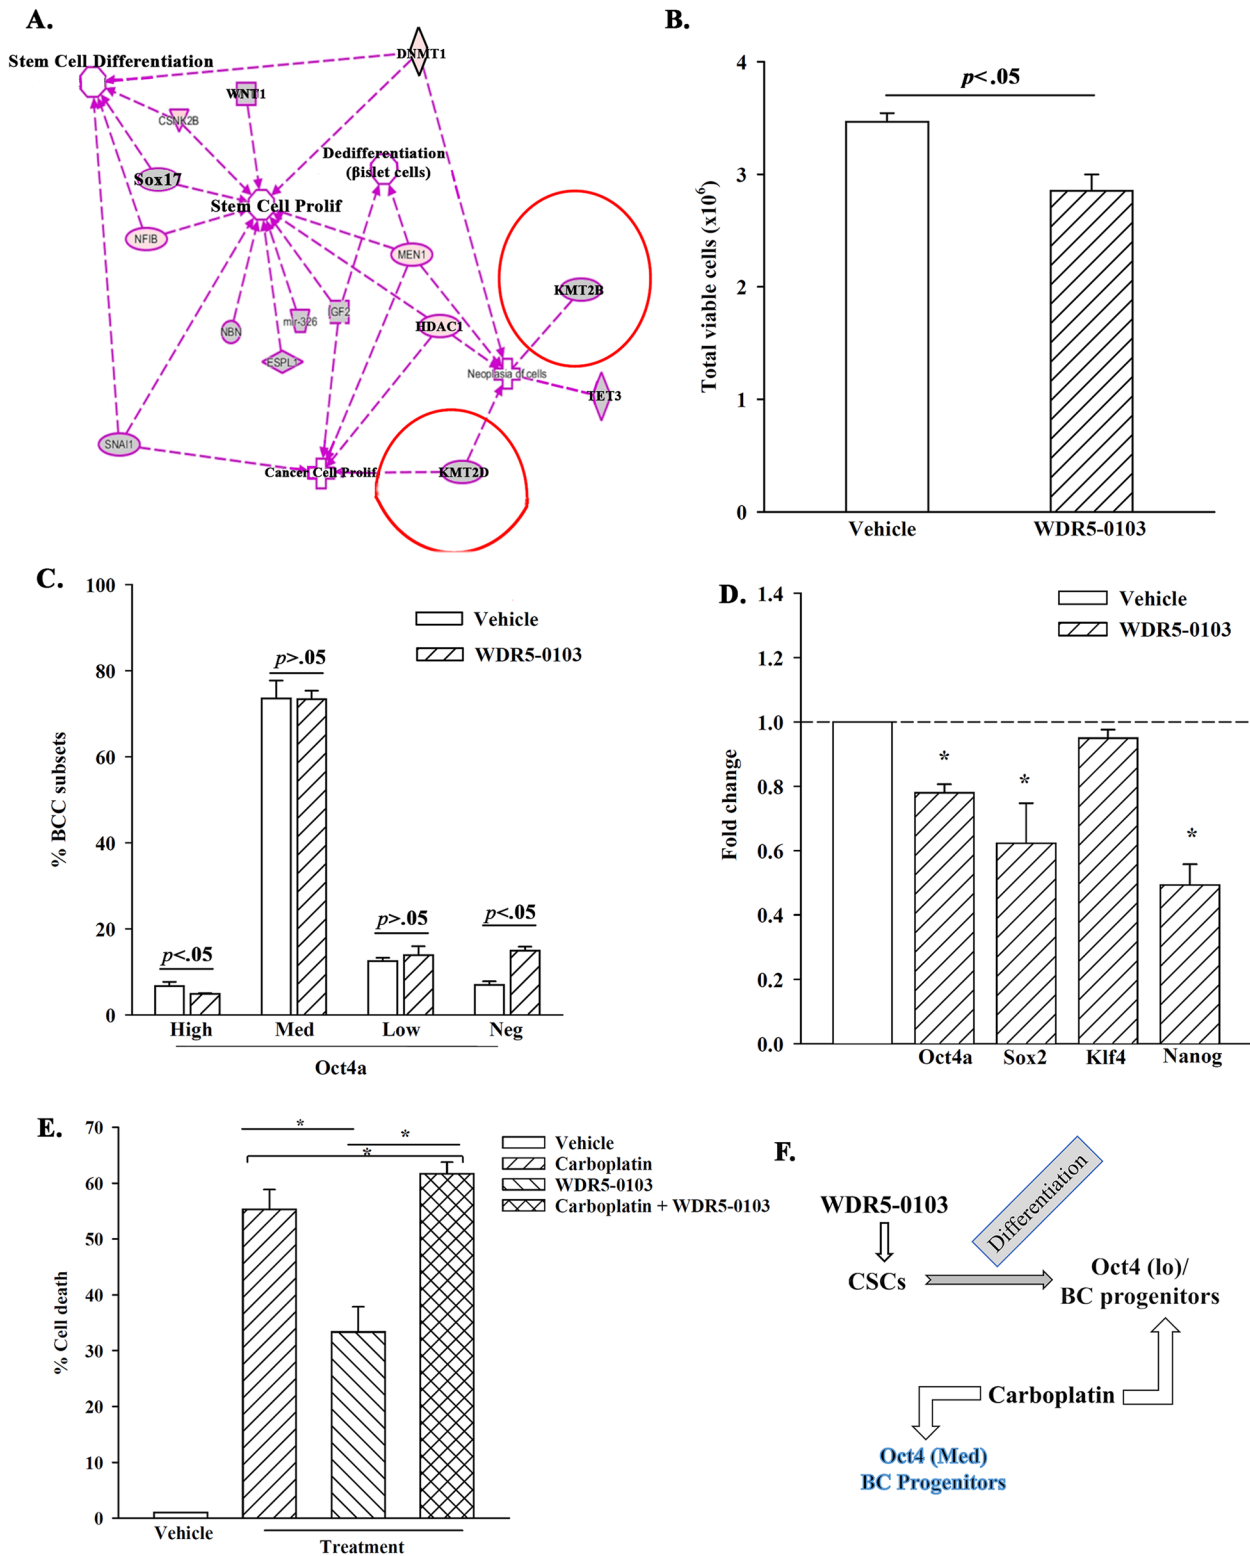 A.
Stem Cell Differentiation
DNMT1
WNT1
CSNK2B
Dedifferentiation
(βislet cells)
Sox17
Stem Cell Prolif
NFIB
MEN1
KMT2B
NBN
mir-326
IGF2
HDAC1
ESPL1
Neoplasia of cells
TET3
SNAI1
Cancer Cell Prolif
KMT2D
B.
p<.05
Total viable cells (x10⁶)
4
3
2
1
0
Vehicle
WDR5-0103
C.
Vehicle
WDR5-0103
% BCC subsets
100
80
60
40
20
0
p<.05
p>.05
p>.05
p<.05
High
Med
Low
Neg
Oct4a
D.
Vehicle
WDR5-0103
Fold change
1.4
1.2
1.0
0.8
0.6
0.4
0.2
0.0
*
*
*
Oct4a
Sox2
Klf4
Nanog
E.
% Cell death
70
60
50
40
30
20
10
0
*
*
*
Vehicle
Carboplatin
WDR5-0103
Carboplatin + WDR5-0103
Vehicle
Treatment
F.
Differentiation
WDR5-0103
CSCs
Oct4 (lo)/
BC progenitors
Carboplatin
Oct4 (Med)
BC Progenitors